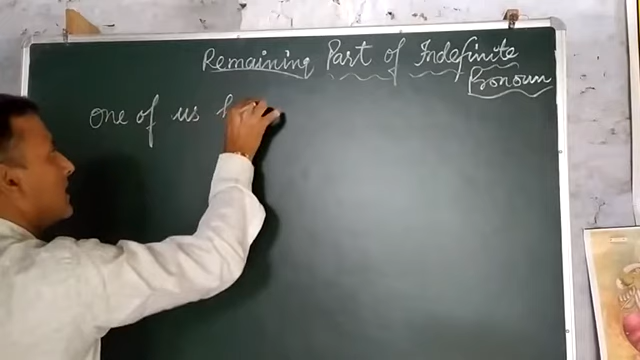 Remaining Part of Indefinite
Pronoun
one of us